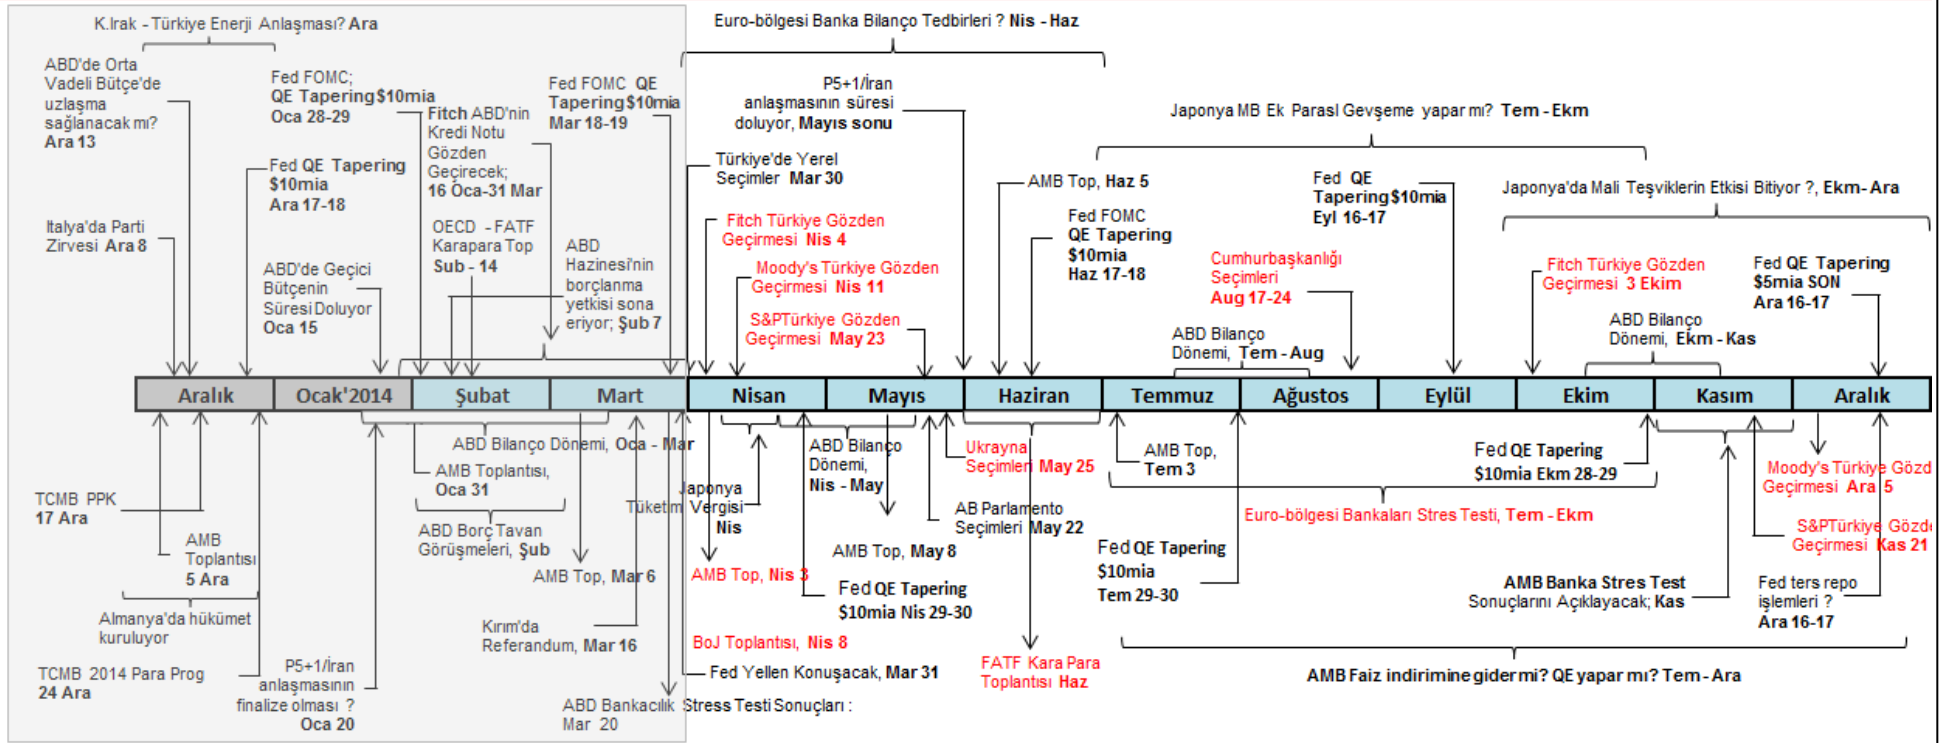 K.Irak - Türkiye Enerji Anlaşması? Ara
Euro-bölgesi Banka Bilanço Tedbirleri ? Nis - Haz
ABD'de Orta
Vadeli Bütçe'de
uzlaşma
sağlanacak mı?
Ara 13
Fed FOMC;
QE Tapering $10mia
Oca 28-29
Fitch ABD'nin
Kredi Notu
Gözden
Geçirecek;
16 Oca-31 Mar
Fed FOMC QE
Tapering $10mia
Mar 18-19
P5+1/İran
anlaşmasının süresi
doluyor, Mayıs sonu
Japonya MB Ek Parasl Gevşeme yapar mı? Tem - Ekm
Fed QE Tapering
$10mia
Ara 17-18
Türkiye'de Yerel
Seçimler Mar 30
AMB Top, Haz 5
Fed QE
Tapering $10mia
Eyl 16-17
Japonya'da Mali Teşviklerin Etkisi Bitiyor ?, Ekm- Ara
Italya'da Parti
Zirvesi Ara 8
OECD - FATF
Karapara Top
Sub - 14
ABD
Hazinesi'nin
borçlanma
yetkisi sona
eriyor; Şub 7
Fitch Türkiye Gözden
Geçirmesi Nis 4
Fed FOMC
QE Tapering
$10mia
Haz 17-18
ABD'de Geçici
Bütçenin
Süresi Doluyor
Oca 15
Moody's Türkiye Gözden
Geçirmesi Nis 11
Cumhurbaşkanlığı
Seçimleri
Aug 17-24
Fitch Türkiye Gözden
Geçirmesi 3 Ekim
Fed QE Tapering
$5mia SON
Ara 16-17
S&PTürkiye Gözden
Geçirmesi May 23
ABD Bilanço
Dönemi, Tem - Aug
ABD Bilanço
Dönemi, Ekm - Kas
Aralık Ocak'2014 Şubat Mart Nisan Mayıs Haziran Temmuz Ağustos Eylül Ekim Kasım Aralık
ABD Bilanço Dönemi, Oca - Mar
ABD Bilanço
Dönemi,
Nis - May
Ukrayna
Seçimleri May 25
AMB Top,
Tem 3
Fed QE Tapering
$10mia Ekm 28-29
AMB Toplantısı,
Oca 31
Japonya
Tüketim Vergisi
Nis
Moody's Türkiye Gözd
Geçirmesi Ara 5
TCMB PPK
17 Ara
AB Parlamento
Seçimleri May 22
Euro-bölgesi Bankaları Stres Testi, Tem - Ekm
S&PTürkiye Gözde
Geçirmesi Kas 21
ABD Borç Tavan
Görüşmeleri, Şub
AMB
Toplantısı
5 Ara
AMB Top, May 8
Fed QE Tapering
$10mia
Tem 29-30
AMB Top, Mar 6
AMB Top, Nis 3
Fed QE Tapering
$10mia Nis 29-30
AMB Banka Stres Test
Sonuçlarını Açıklayacak; Kas
Fed ters repo
işlemleri ?
Ara 16-17
Almanya'da hükümet
kuruluyor
Kırım'da
Referandum, Mar 16
BoJ Toplantısı, Nis 8
TCMB 2014 Para Prog
24 Ara
P5+1/İran
anlaşmasının
finalize olması ?
Oca 20
Fed Yellen Konuşacak, Mar 31
FATF Kara Para
Toplantısı Haz
AMB Faiz indirimine gider mi? QE yapar mı? Tem - Ara
ABD Bankacılık Stress Testi Sonuçları :
Mar 20